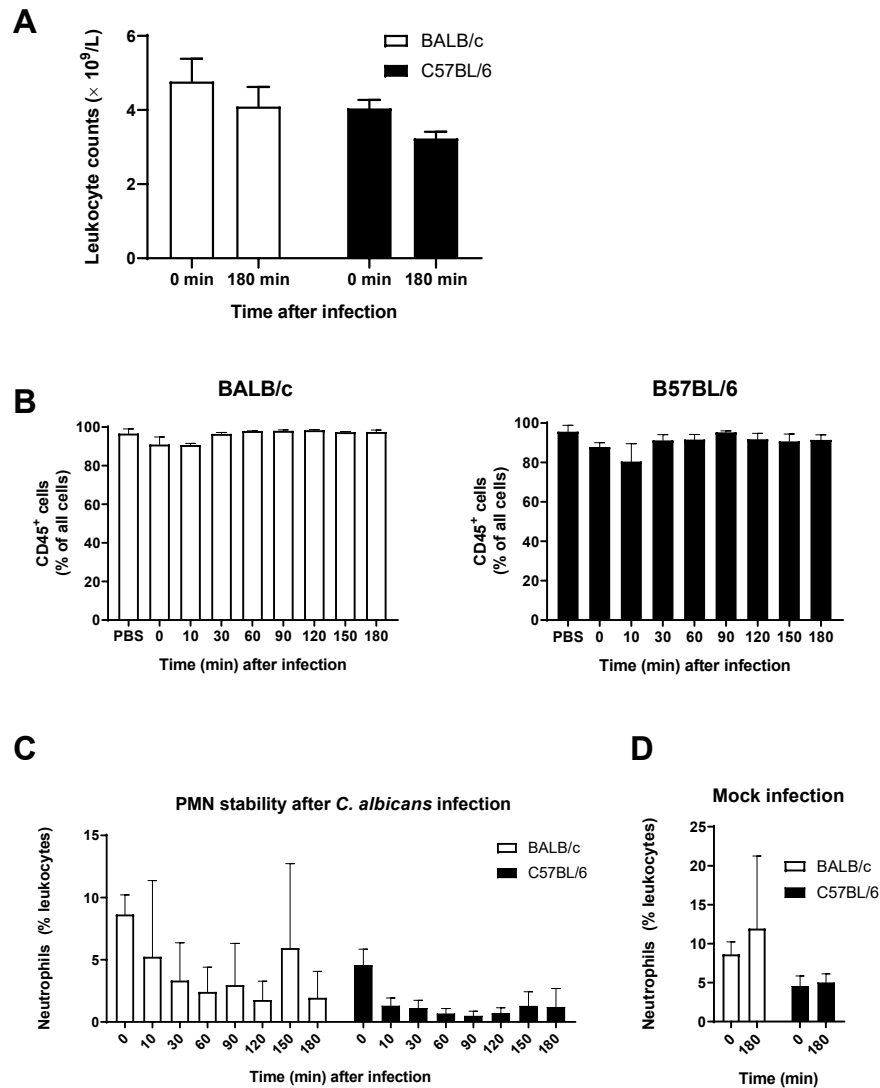 A
Leukocyte counts (× 10⁹/L)
6
4
2
0
BALB/c
C57BL/6
0 min 180 min 0 min 180 min
Time after infection
B
BALB/c
CD45⁺ cells
(% of all cells)
100
80
60
40
20
0
PBS 0 10 30 60 90 120 150 180
Time (min) after infection
B57BL/6
CD45⁺ cells
(% of all cells)
100
80
60
40
20
0
PBS 0 10 30 60 90 120 150 180
Time (min) after infection
C
PMN stability after C. albicans infection
Neutrophils (% leukocytes)
15
10
5
0
BALB/c
C57BL/6
0 10 30 60 90 120 150 180 0 10 30 60 90 120 150 180
Time (min) after infection
D
Mock infection
Neutrophils (% leukocytes)
25
20
15
10
5
0
BALB/c
C57BL/6
0 180 0 180
Time (min)